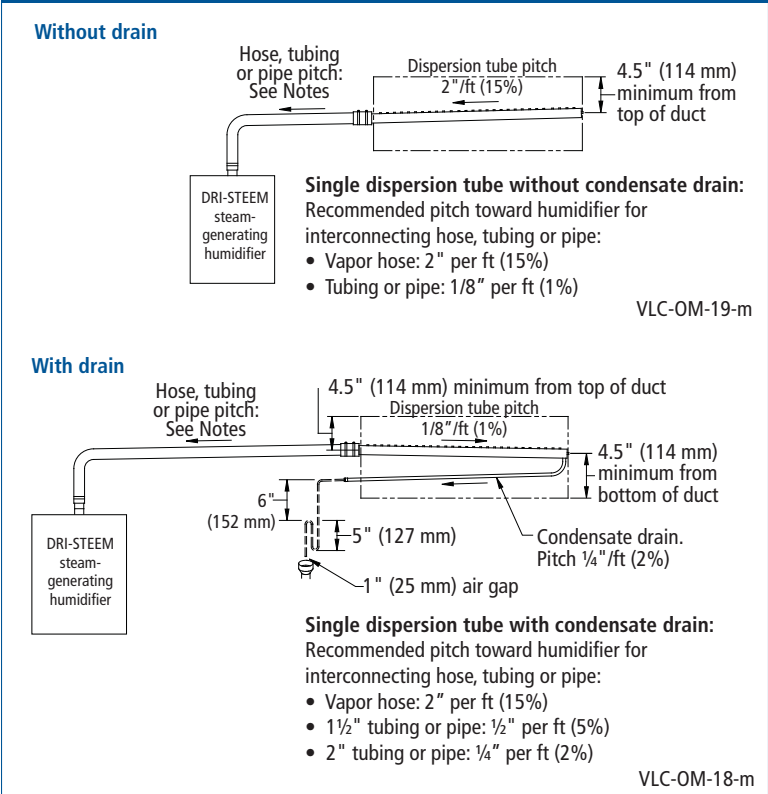 Without drain
Hose, tubing
or pipe pitch:
See Notes
Dispersion tube pitch
2"/ft (15%)
4.5" (114 mm)
minimum from
top of duct
DRI-STEEM
steam-
generating
humidifier
Single dispersion tube without condensate drain:
Recommended pitch toward humidifier for
interconnecting hose, tubing or pipe:
• Vapor hose: 2" per ft (15%)
• Tubing or pipe: 1/8” per ft (1%)
VLC-OM-19-m
With drain
Hose, tubing
or pipe pitch:
See Notes
4.5" (114 mm) minimum from top of duct
Dispersion tube pitch
1/8”/ft (1%)
4.5" (114 mm)
minimum from
bottom of duct
6"
(152 mm)
5" (127 mm)
Condensate drain.
Pitch ¼"/ft (2%)
1" (25 mm) air gap
DRI-STEEM
steam-
generating
humidifier
Single dispersion tube with condensate drain:
Recommended pitch toward humidifier for
interconnecting hose, tubing or pipe:
• Vapor hose: 2” per ft (15%)
• 1½" tubing or pipe: ½" per ft (5%)
• 2" tubing or pipe: ¼” per ft (2%)
VLC-OM-18-m